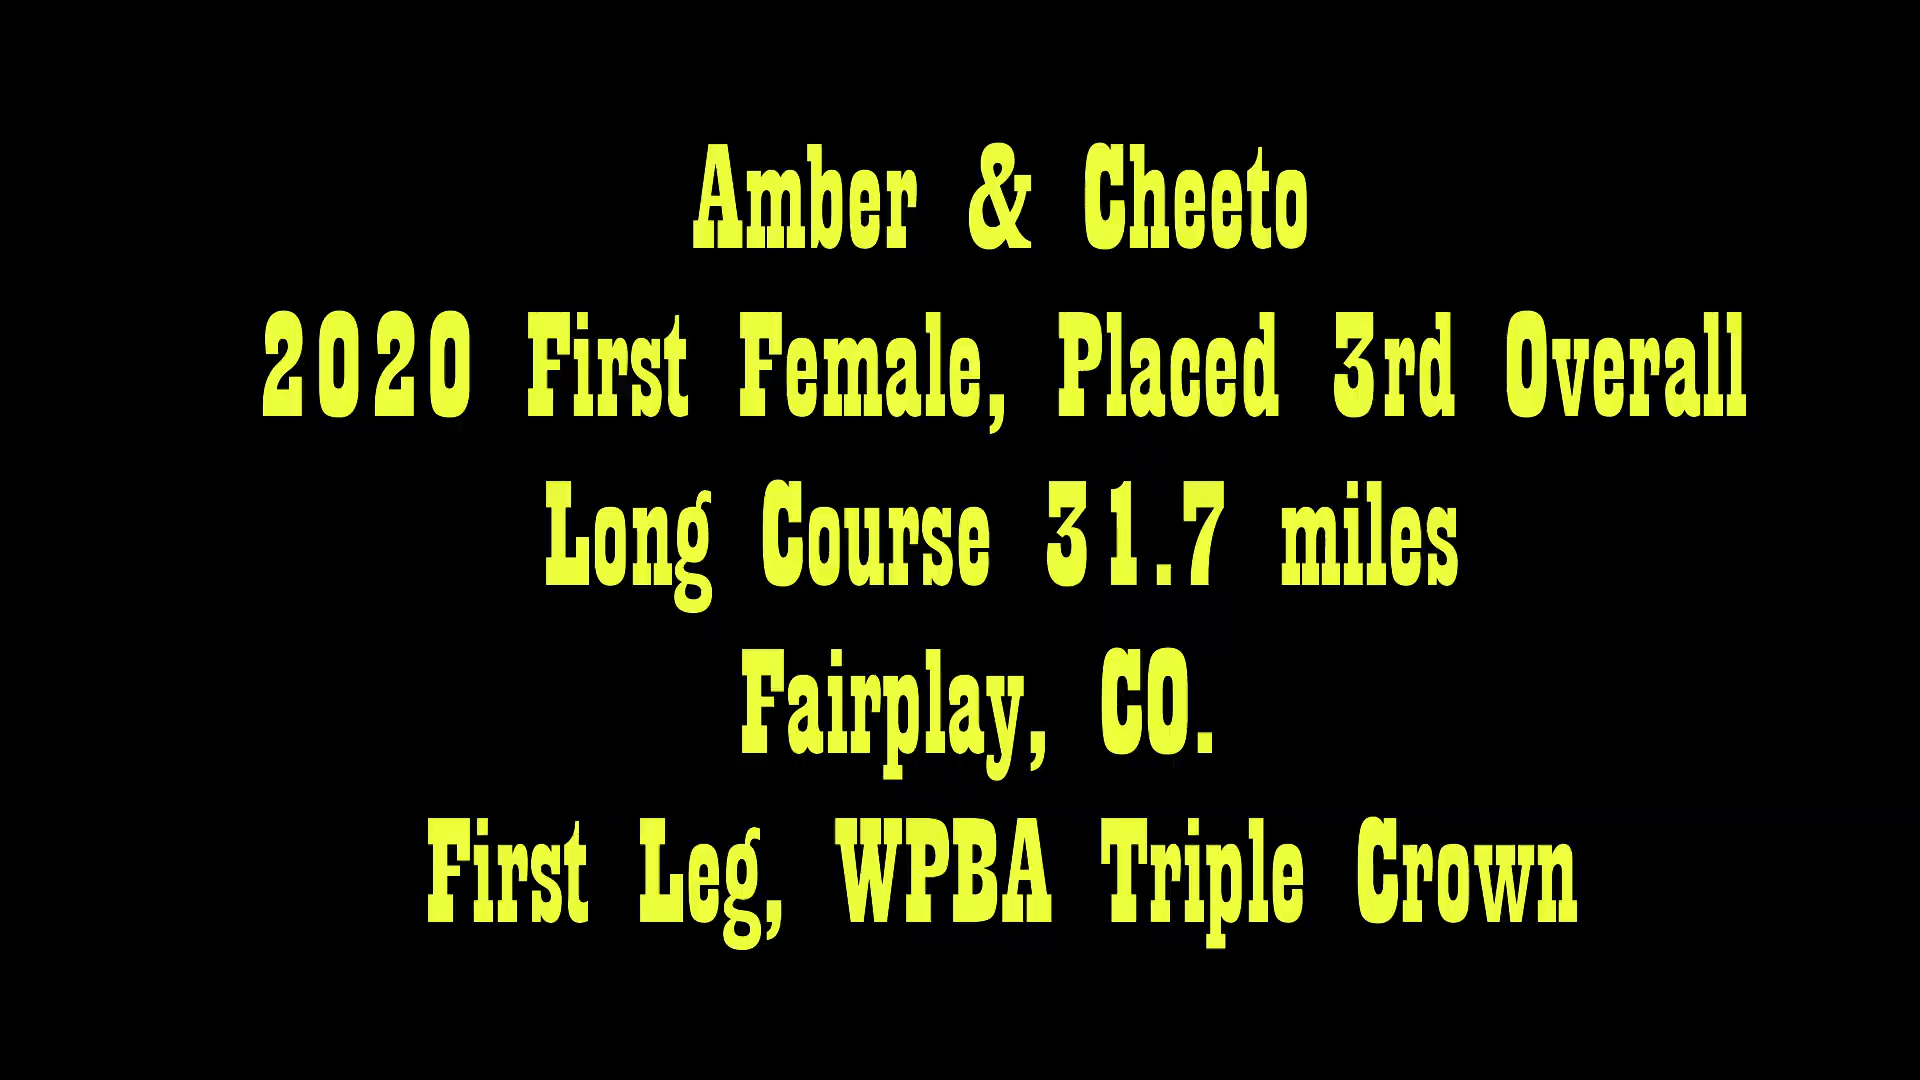 Amber & Cheeto
2020 First Female, Placed 3rd Overall
Long Course 31.7 miles
Fairplay, CO.
First Leg, WPBA Triple Crown